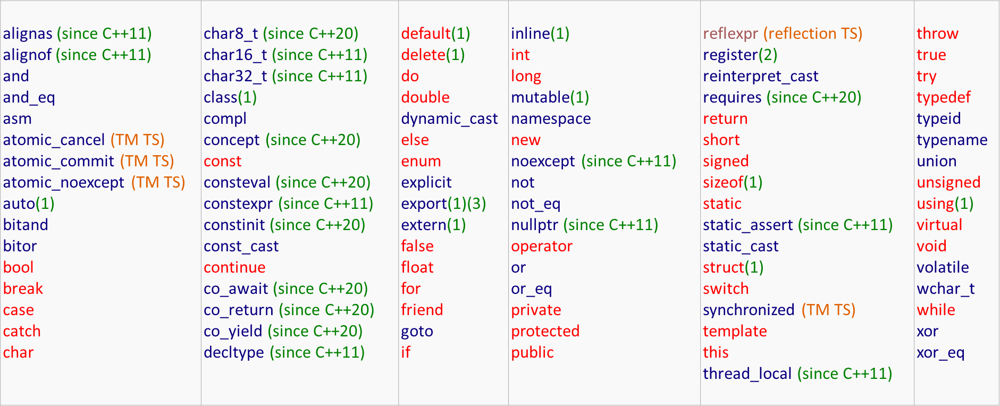 alignas (since C++11)
alignof (since C++11)
and
and_eq
asm
atomic_cancel (TM TS)
atomic_commit (TM TS)
atomic_noexcept (TM TS)
auto(1)
bitand
bitor
bool
break
case
catch
char
char8_t (since C++20)
char16_t (since C++11)
char32_t (since C++11)
class(1)
compl
concept (since C++20)
const
consteval (since C++20)
constexpr (since C++11)
constinit (since C++20)
const_cast
continue
co_await (since C++20)
co_return (since C++20)
co_yield (since C++20)
decltype (since C++11)
default(1)
delete(1)
do
double
dynamic_cast
else
enum
explicit
export(1)(3)
extern(1)
false
float
for
friend
goto
if
inline(1)
int
long
mutable(1)
namespace
new
noexcept (since C++11)
not
not_eq
nullptr (since C++11)
operator
or
or_eq
private
protected
public
reflexpr (reflection TS)
register(2)
reinterpret_cast
requires (since C++20)
return
short
signed
sizeof(1)
static
static_assert (since C++11)
static_cast
struct(1)
switch
synchronized (TM TS)
template
this
thread_local (since C++11)
throw
true
try
typedef
typeid
typename
union
unsigned
using(1)
virtual
void
volatile
wchar_t
while
xor
xor_eq